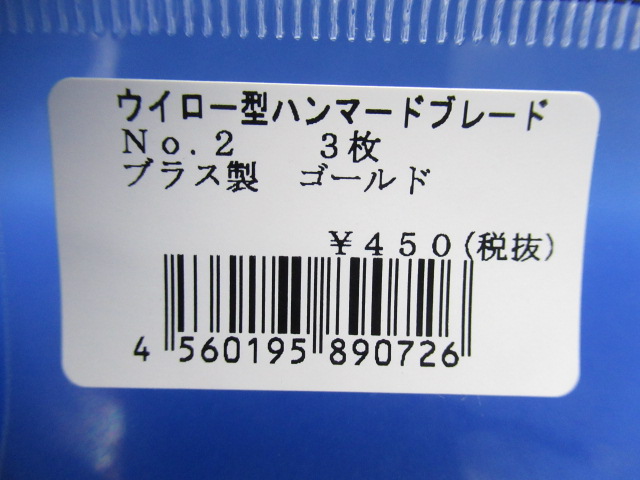 ウイロー型ハンマードブレード
Ｎｏ．２　　３枚
ブラス製　ゴールド
￥４５０(税抜)
4 560195 890726